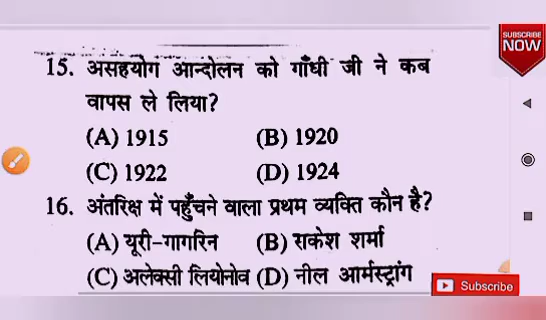 SUBSCRIBE
NOW
15. असहयोग आन्दोलन को गाँधी जी ने कब
वापस ले लिया?
(A) 1915 (B) 1920
(C) 1922 (D) 1924
16. अंतरिक्ष में पहुँचने वाला प्रथम व्यक्ति कौन है?
(A) यूरी-गागरिन (B) राकेश शर्मा
(C) अलेक्सी लियोनोव (D) नील आर्मस्ट्रांग
Subscribe